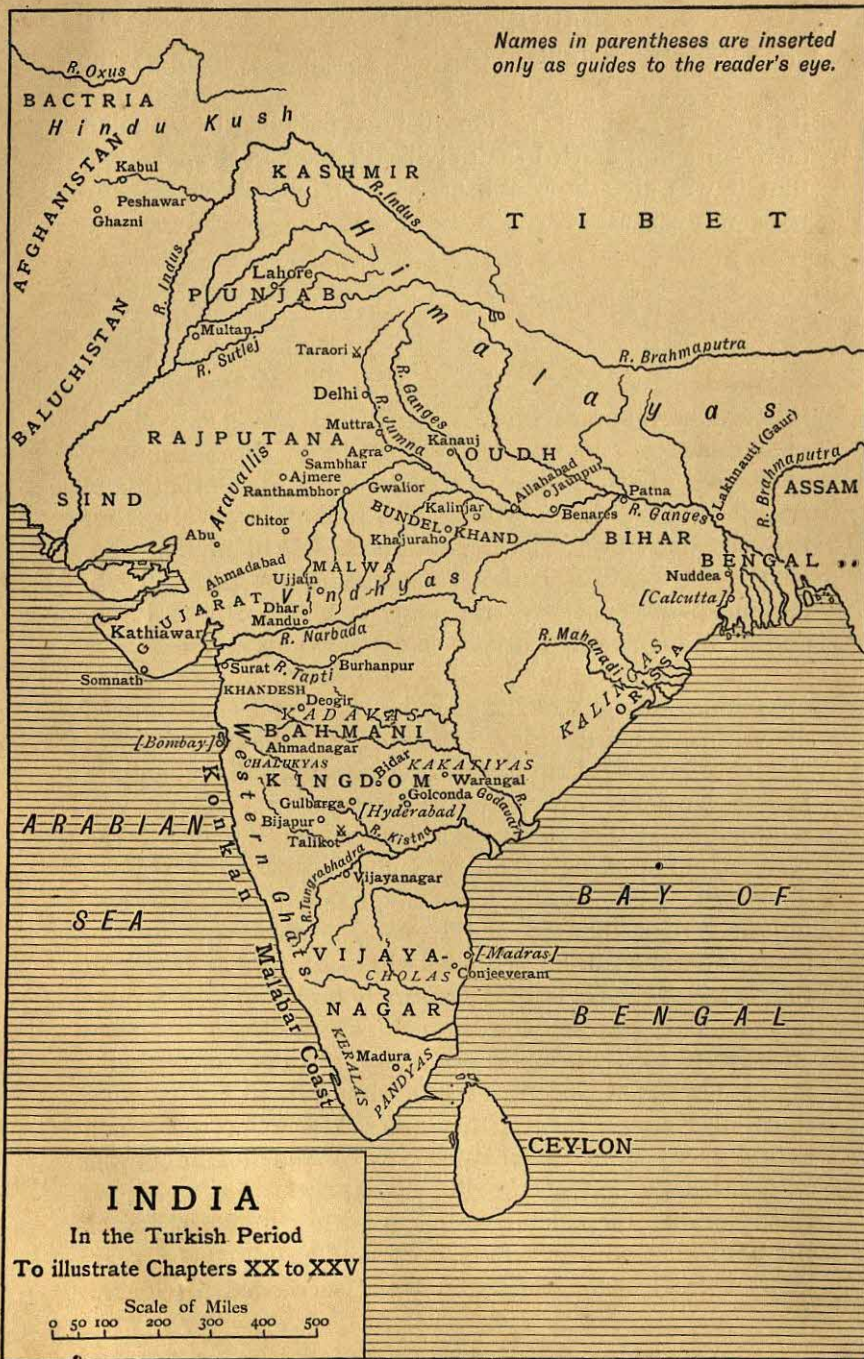 Names in parentheses are inserted
only as guides to the reader's eye.
R. Oxus
BACTRIA
Hindu Kush
AFGHANISTAN
Kabul
Peshawar
Ghazni
KASHMIR
R. Indus
TIBET
Himalayas
R. Indus
Lahore
PUNJAB
Multan
R. Sutlej
BALUCHISTAN
Taraori
R. Brahmaputra
Delhi
R. Ganges
R. Jumna
Muttra
Kanauj
RAJPUTANA
Agra
OUDH
Sambhar
Ajmere
Ranthambhor
Gwalior
Allahabad
Jaunpur
Patna
Lakhnauti (Gaur)
R. Brahmaputra
ASSAM
SIND
Aravallis
Abu
Chitor
Kalinjar
BUNDEL
KHAND
Khajuraho
Benares
R. Ganges
BIHAR
BENGAL
Ahmadabad
MALWA
Ujjain
Vindhyas
Nuddea
[Calcutta]
GUJARAT
Dhar
Mandu
Kathiawar
R. Narbada
R. Mahanadi
Somnath
Surat
R. Tapti
Burhanpur
KHANDESH
KALINGAS
ORISSA
Deogir
KADAKAS
[Bombay]
BAHMANI
Ahmadnagar
CHALUKYAS
Bidar
KAKATIYAS
KINGDOM
Warangal
Golconda
Godavari R.
Gulbarga
[Hyderabad]
Bijapur
R. Kistna
Talikot
ARABIAN
SEA
Konkan
Western Ghats
R. Tungrabhadra
Vijayanagar
BAY OF
BENGAL
VIJAYA-
NAGAR
[Madras]
CHOLAS
Conjeeveram
Malabar Coast
KERALAS
Madura
PANDYAS
CEYLON
INDIA
In the Turkish Period
To illustrate Chapters XX to XXV
Scale of Miles
0 50 100 200 300 400 500